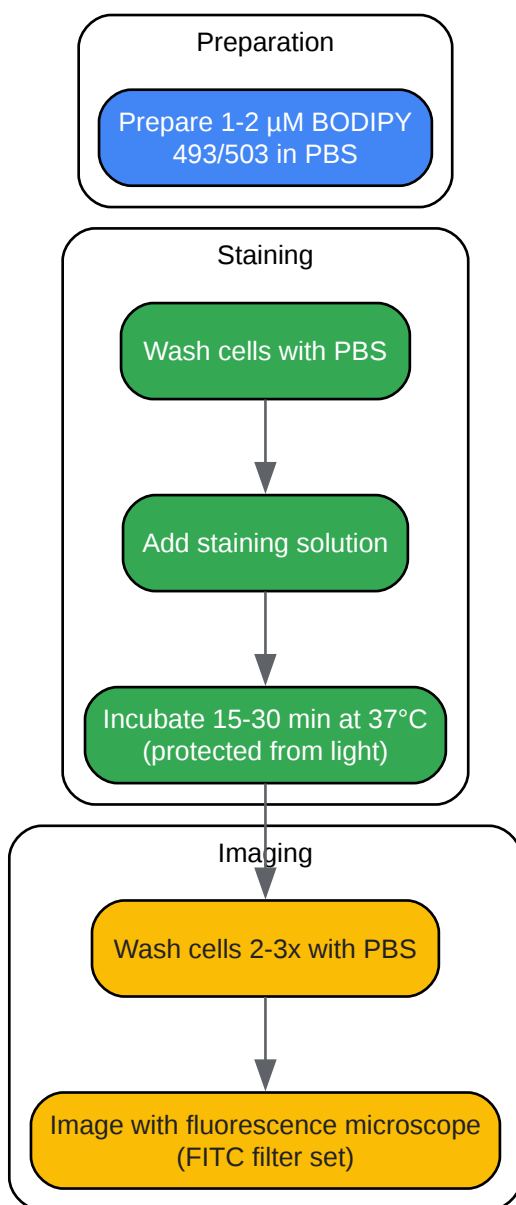 Preparation
Prepare 1-2 µM BODIPY
493/503 in PBS
Staining
Wash cells with PBS
Add staining solution
Incubate 15-30 min at 37°C
(protected from light)
Imaging
Wash cells 2-3x with PBS
Image with fluorescence microscope
(FITC filter set)